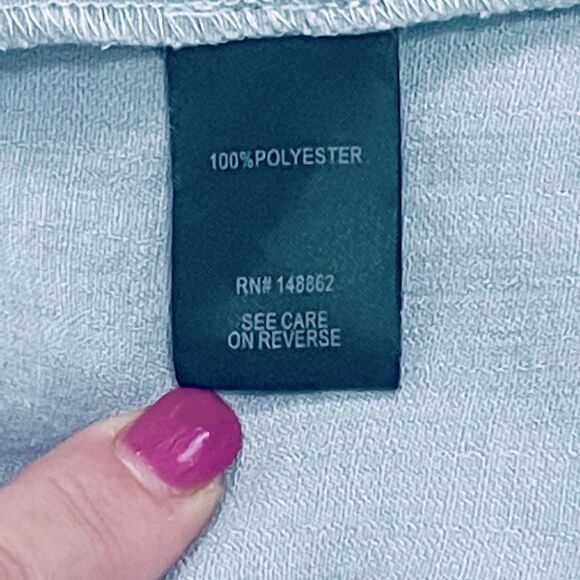 100%POLYESTER
RN# 148862
SEE CARE
ON REVERSE